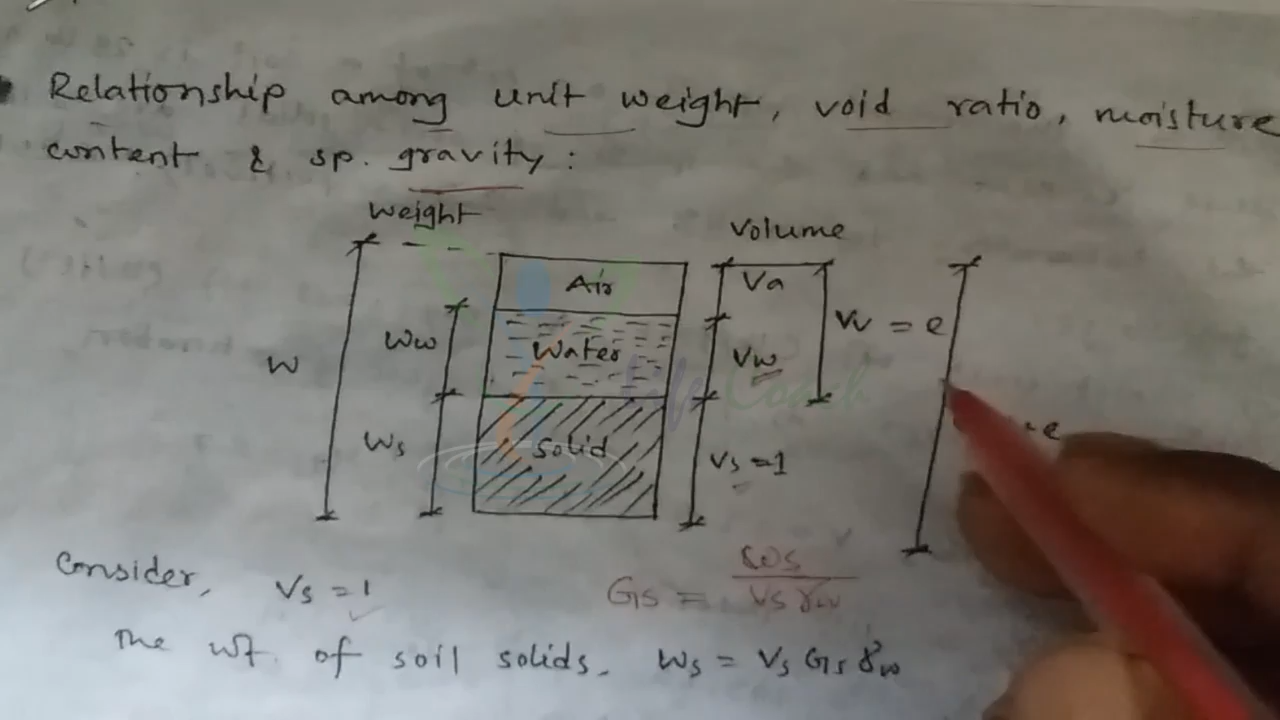 Relationship among unit weight, void ratio, moisture
content & sp. gravity :
Weight
Volume
Air
Va
Vv = e
Ww
Water
Vw
W
Ws
Solid
Vs = 1
Life Coach
Consider, Vs = 1
Gs = Ws / Vs γw
The wt. of soil solids. Ws = Vs Gs γw